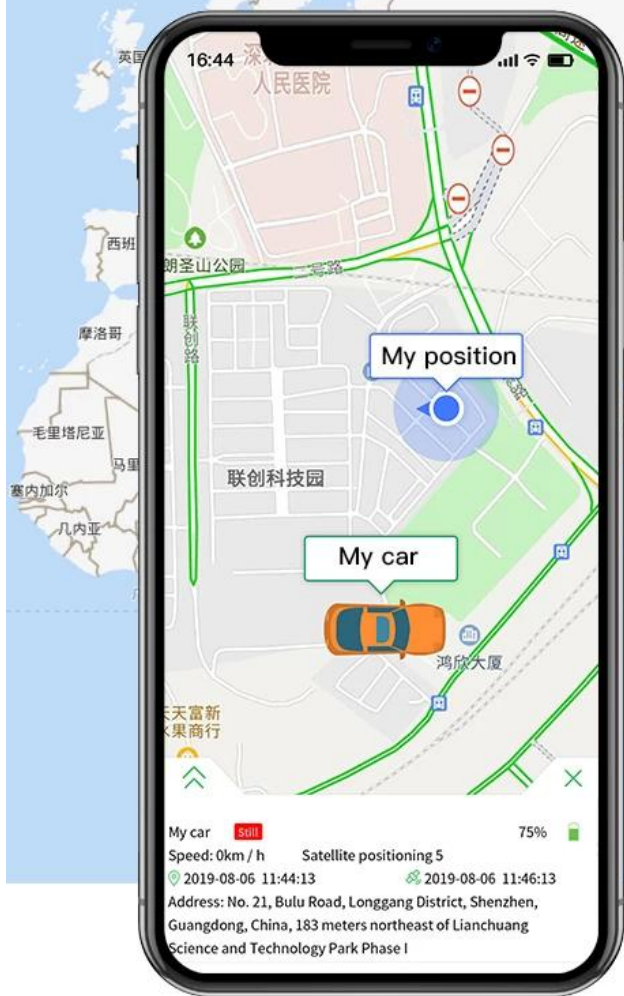 英国
西班
摩洛哥
毛里塔尼亚
马里
塞内加尔
几内亚
16:44
人民医院
朗圣山公园
二号路
联创路
My position
联创科技园
My car
鸿欣大厦
天富新
果商行
My car
Still
75%
Speed: 0km / h
Satellite positioning 5
2019-08-06 11:44:13
2019-08-06 11:46:13
Address: No. 21, Bulu Road, Longgang District, Shenzhen,
Guangdong, China, 183 meters northeast of Lianchuang
Science and Technology Park Phase I